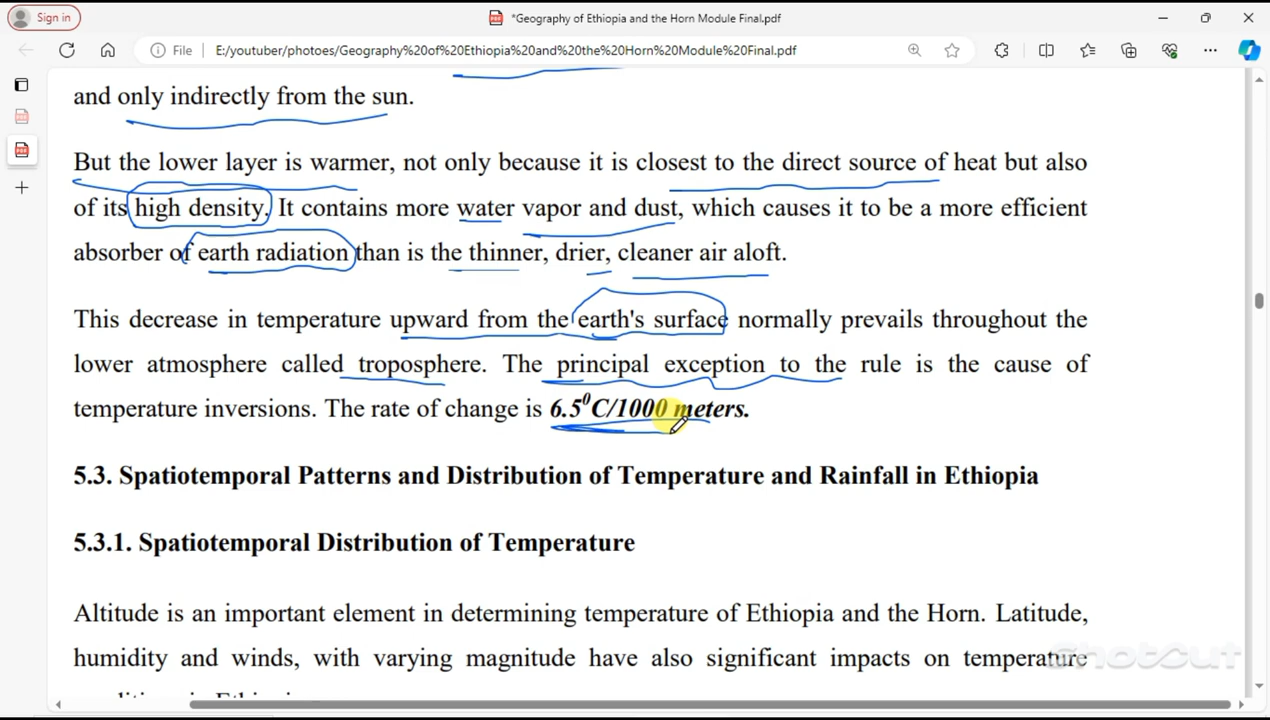 Sign in
*Geography of Ethiopia and the Horn Module Final.pdf
File
E:/youtuber/photoes/Geography%20of%20Ethiopia%20and%20the%20Horn%20Module%20Final.pdf
and only indirectly from the sun.
But the lower layer is warmer, not only because it is closest to the direct source of heat but also
of its high density. It contains more water vapor and dust, which causes it to be a more efficient
absorber of earth radiation than is the thinner, drier, cleaner air aloft.
This decrease in temperature upward from the earth's surface normally prevails throughout the
lower atmosphere called troposphere. The principal exception to the rule is the cause of
temperature inversions. The rate of change is 6.5⁰C/1000 meters.
5.3. Spatiotemporal Patterns and Distribution of Temperature and Rainfall in Ethiopia
5.3.1. Spatiotemporal Distribution of Temperature
Altitude is an important element in determining temperature of Ethiopia and the Horn. Latitude,
humidity and winds, with varying magnitude have also significant impacts on temperature
shotcut